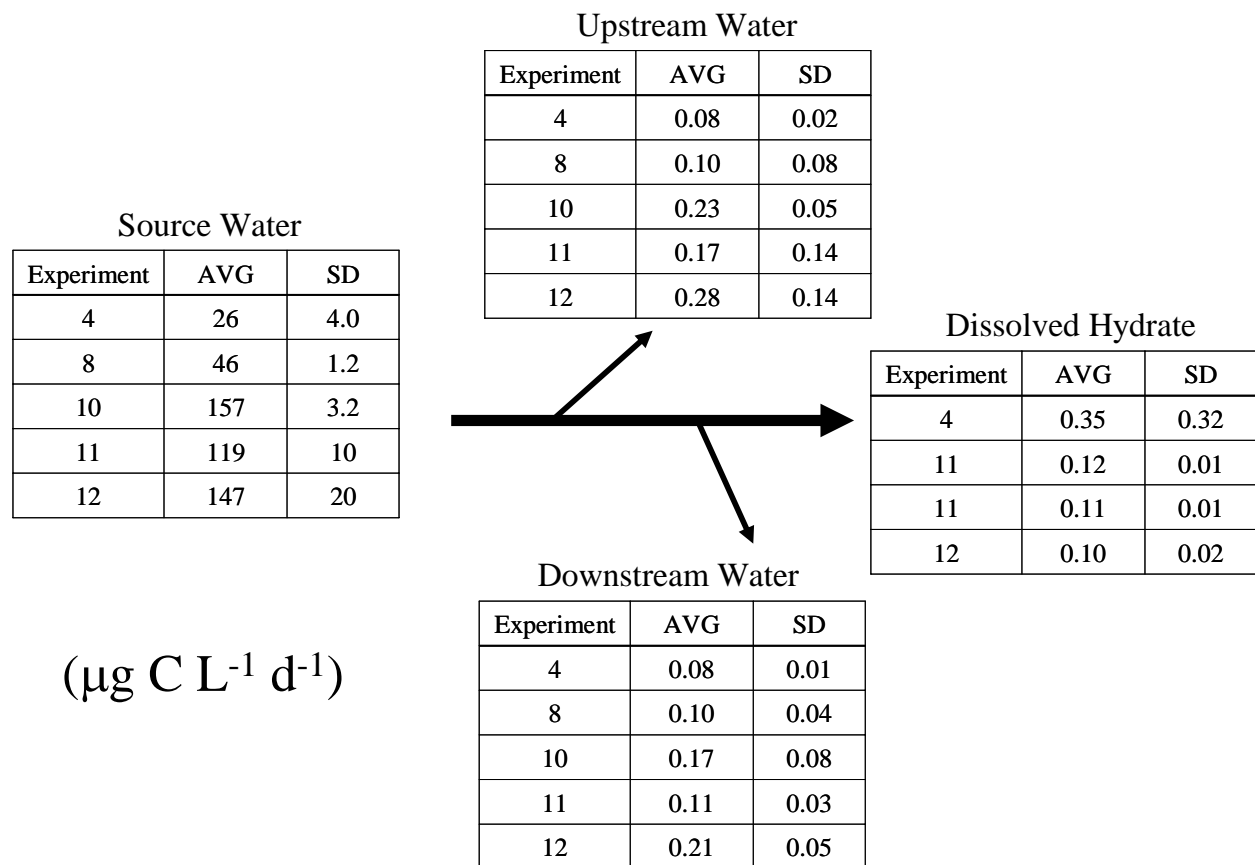 Upstream Water
Experiment AVG SD
4 0.08 0.02
8 0.10 0.08
10 0.23 0.05
11 0.17 0.14
12 0.28 0.14
Source Water
Experiment AVG SD
4 26 4.0
8 46 1.2
10 157 3.2
11 119 10
12 147 20
Dissolved Hydrate
Experiment AVG SD
4 0.35 0.32
11 0.12 0.01
11 0.11 0.01
12 0.10 0.02
Downstream Water
Experiment AVG SD
4 0.08 0.01
8 0.10 0.04
10 0.17 0.08
11 0.11 0.03
12 0.21 0.05
(μg C L⁻¹ d⁻¹)